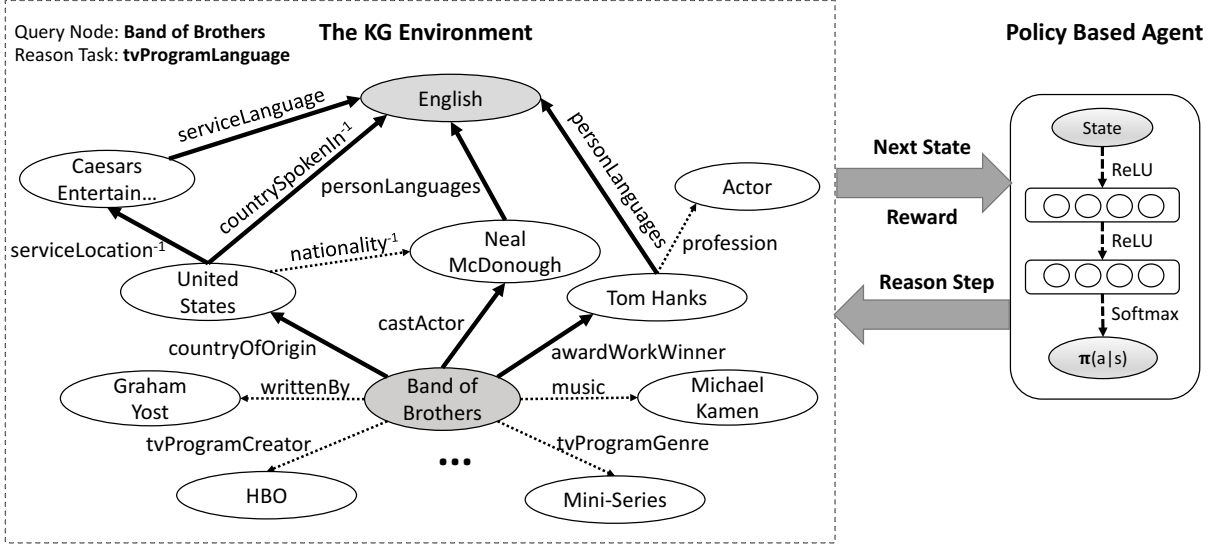 Query Node: Band of Brothers
Reason Task: tvProgramLanguage
The KG Environment
Policy Based Agent
English
serviceLanguage
countrySpokenIn⁻¹
personLanguages
personLanguages
Caesars
Entertain...
Actor
serviceLocation⁻¹
nationality⁻¹
Neal
McDonough
profession
United
States
Tom Hanks
castActor
countryOfOrigin
awardWorkWinner
Graham
Yost
writtenBy
Band of
Brothers
music
Michael
Kamen
tvProgramCreator
tvProgramGenre
...
HBO
Mini-Series
Next State
Reward
Reason Step
State
ReLU
ReLU
Softmax
π(a|s)